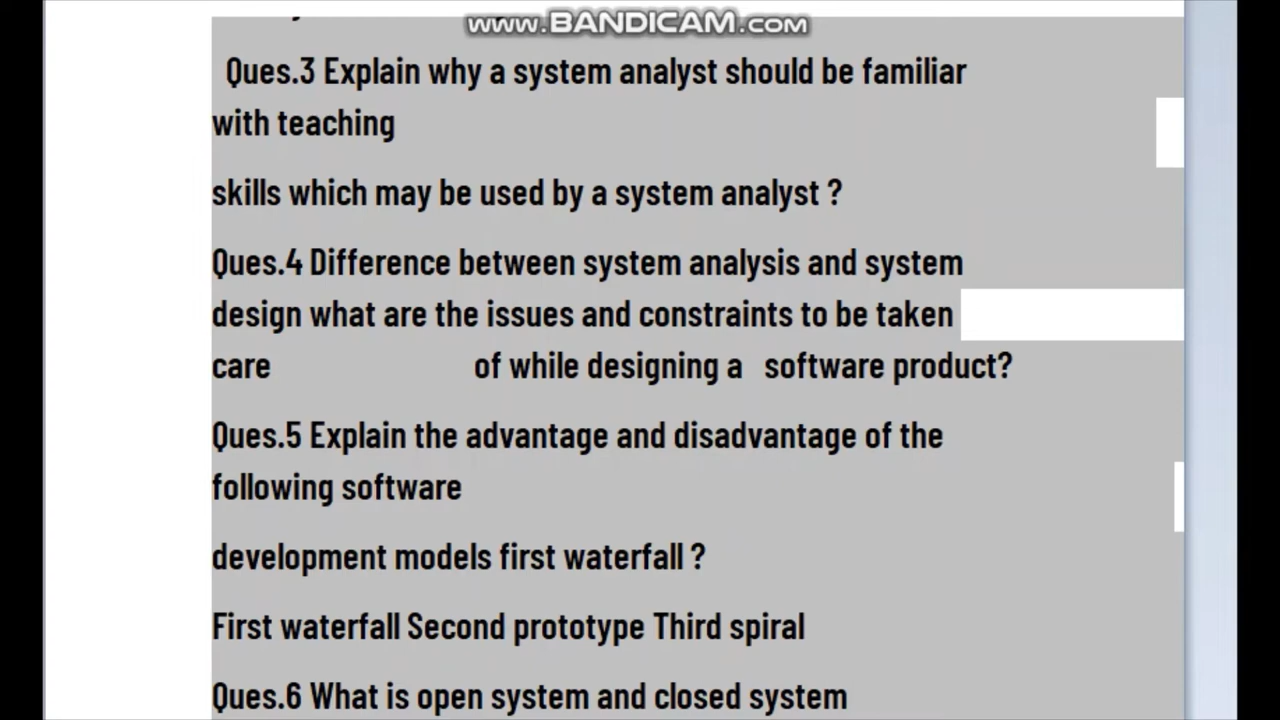 www.BANDICAM.com
Ques.3 Explain why a system analyst should be familiar
with teaching
skills which may be used by a system analyst ?
Ques.4 Difference between system analysis and system
design what are the issues and constraints to be taken
care of while designing a software product?
Ques.5 Explain the advantage and disadvantage of the
following software
development models first waterfall ?
First waterfall Second prototype Third spiral
Ques.6 What is open system and closed system